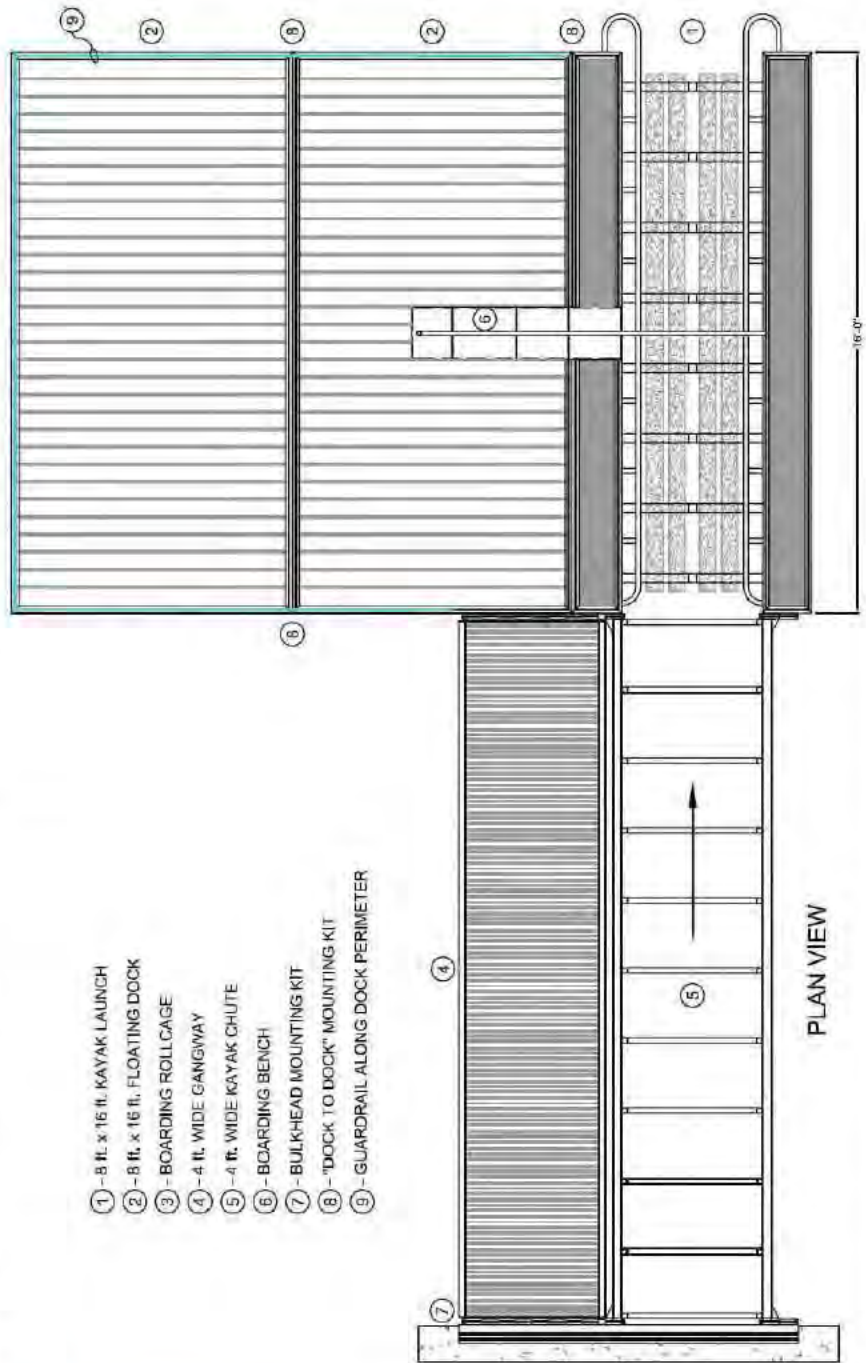 9
1 - 8 ft. x 16 ft. KAYAK LAUNCH
2 - 8 ft. x 16 ft. FLOATING DOCK
3 - BOARDING ROLLCAGE
4 - 4 ft. WIDE GANGWAY
5 - 4 ft. WIDE KAYAK CHUTE
6 - BOARDING BENCH
7 - BULKHEAD MOUNTING KIT
8 - "DOCK TO DOCK" MOUNTING KIT
9 - GUARDRAIL ALONG DOCK PERIMETER
2
8
8
2
7
4
6
8
5
1
PLAN VIEW
16'-0"